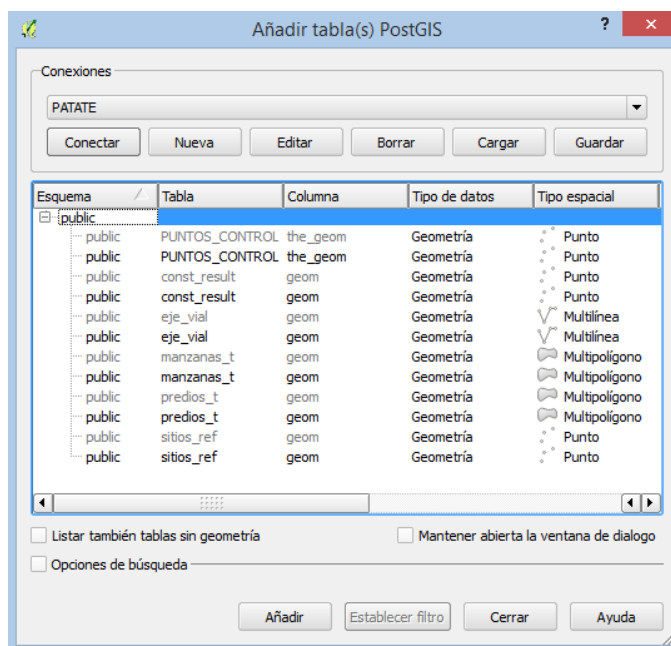 Añadir tabla(s) PostGIS ? ×
Conexiones
PATATE
Conectar Nueva Editar Borrar Cargar Guardar
Esquema Tabla Columna Tipo de datos Tipo espacial
public
public PUNTOS_CONTROL the_geom Geometría Punto
public PUNTOS_CONTROL the_geom Geometría Punto
public const_result geom Geometría Punto
public const_result geom Geometría Punto
public eje_vial geom Geometría Multilínea
public eje_vial geom Geometría Multilínea
public manzanas_t geom Geometría Multipolígono
public manzanas_t geom Geometría Multipolígono
public predios_t geom Geometría Multipolígono
public predios_t geom Geometría Multipolígono
public sitios_ref geom Geometría Punto
public sitios_ref geom Geometría Punto
Listar también tablas sin geometría Mantener abierta la ventana de dialogo
Opciones de búsqueda
Añadir Establecer filtro Cerrar Ayuda